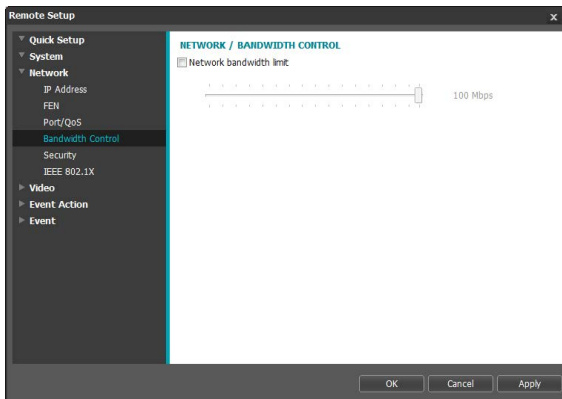 Remote Setup
x
Quick Setup
System
Network
IP Address
FEN
Port/QoS
Bandwidth Control
Security
IEEE 802.1X
Video
Event Action
Event
NETWORK / BANDWIDTH CONTROL
Network bandwidth limit
100 Mbps
OK
Cancel
Apply